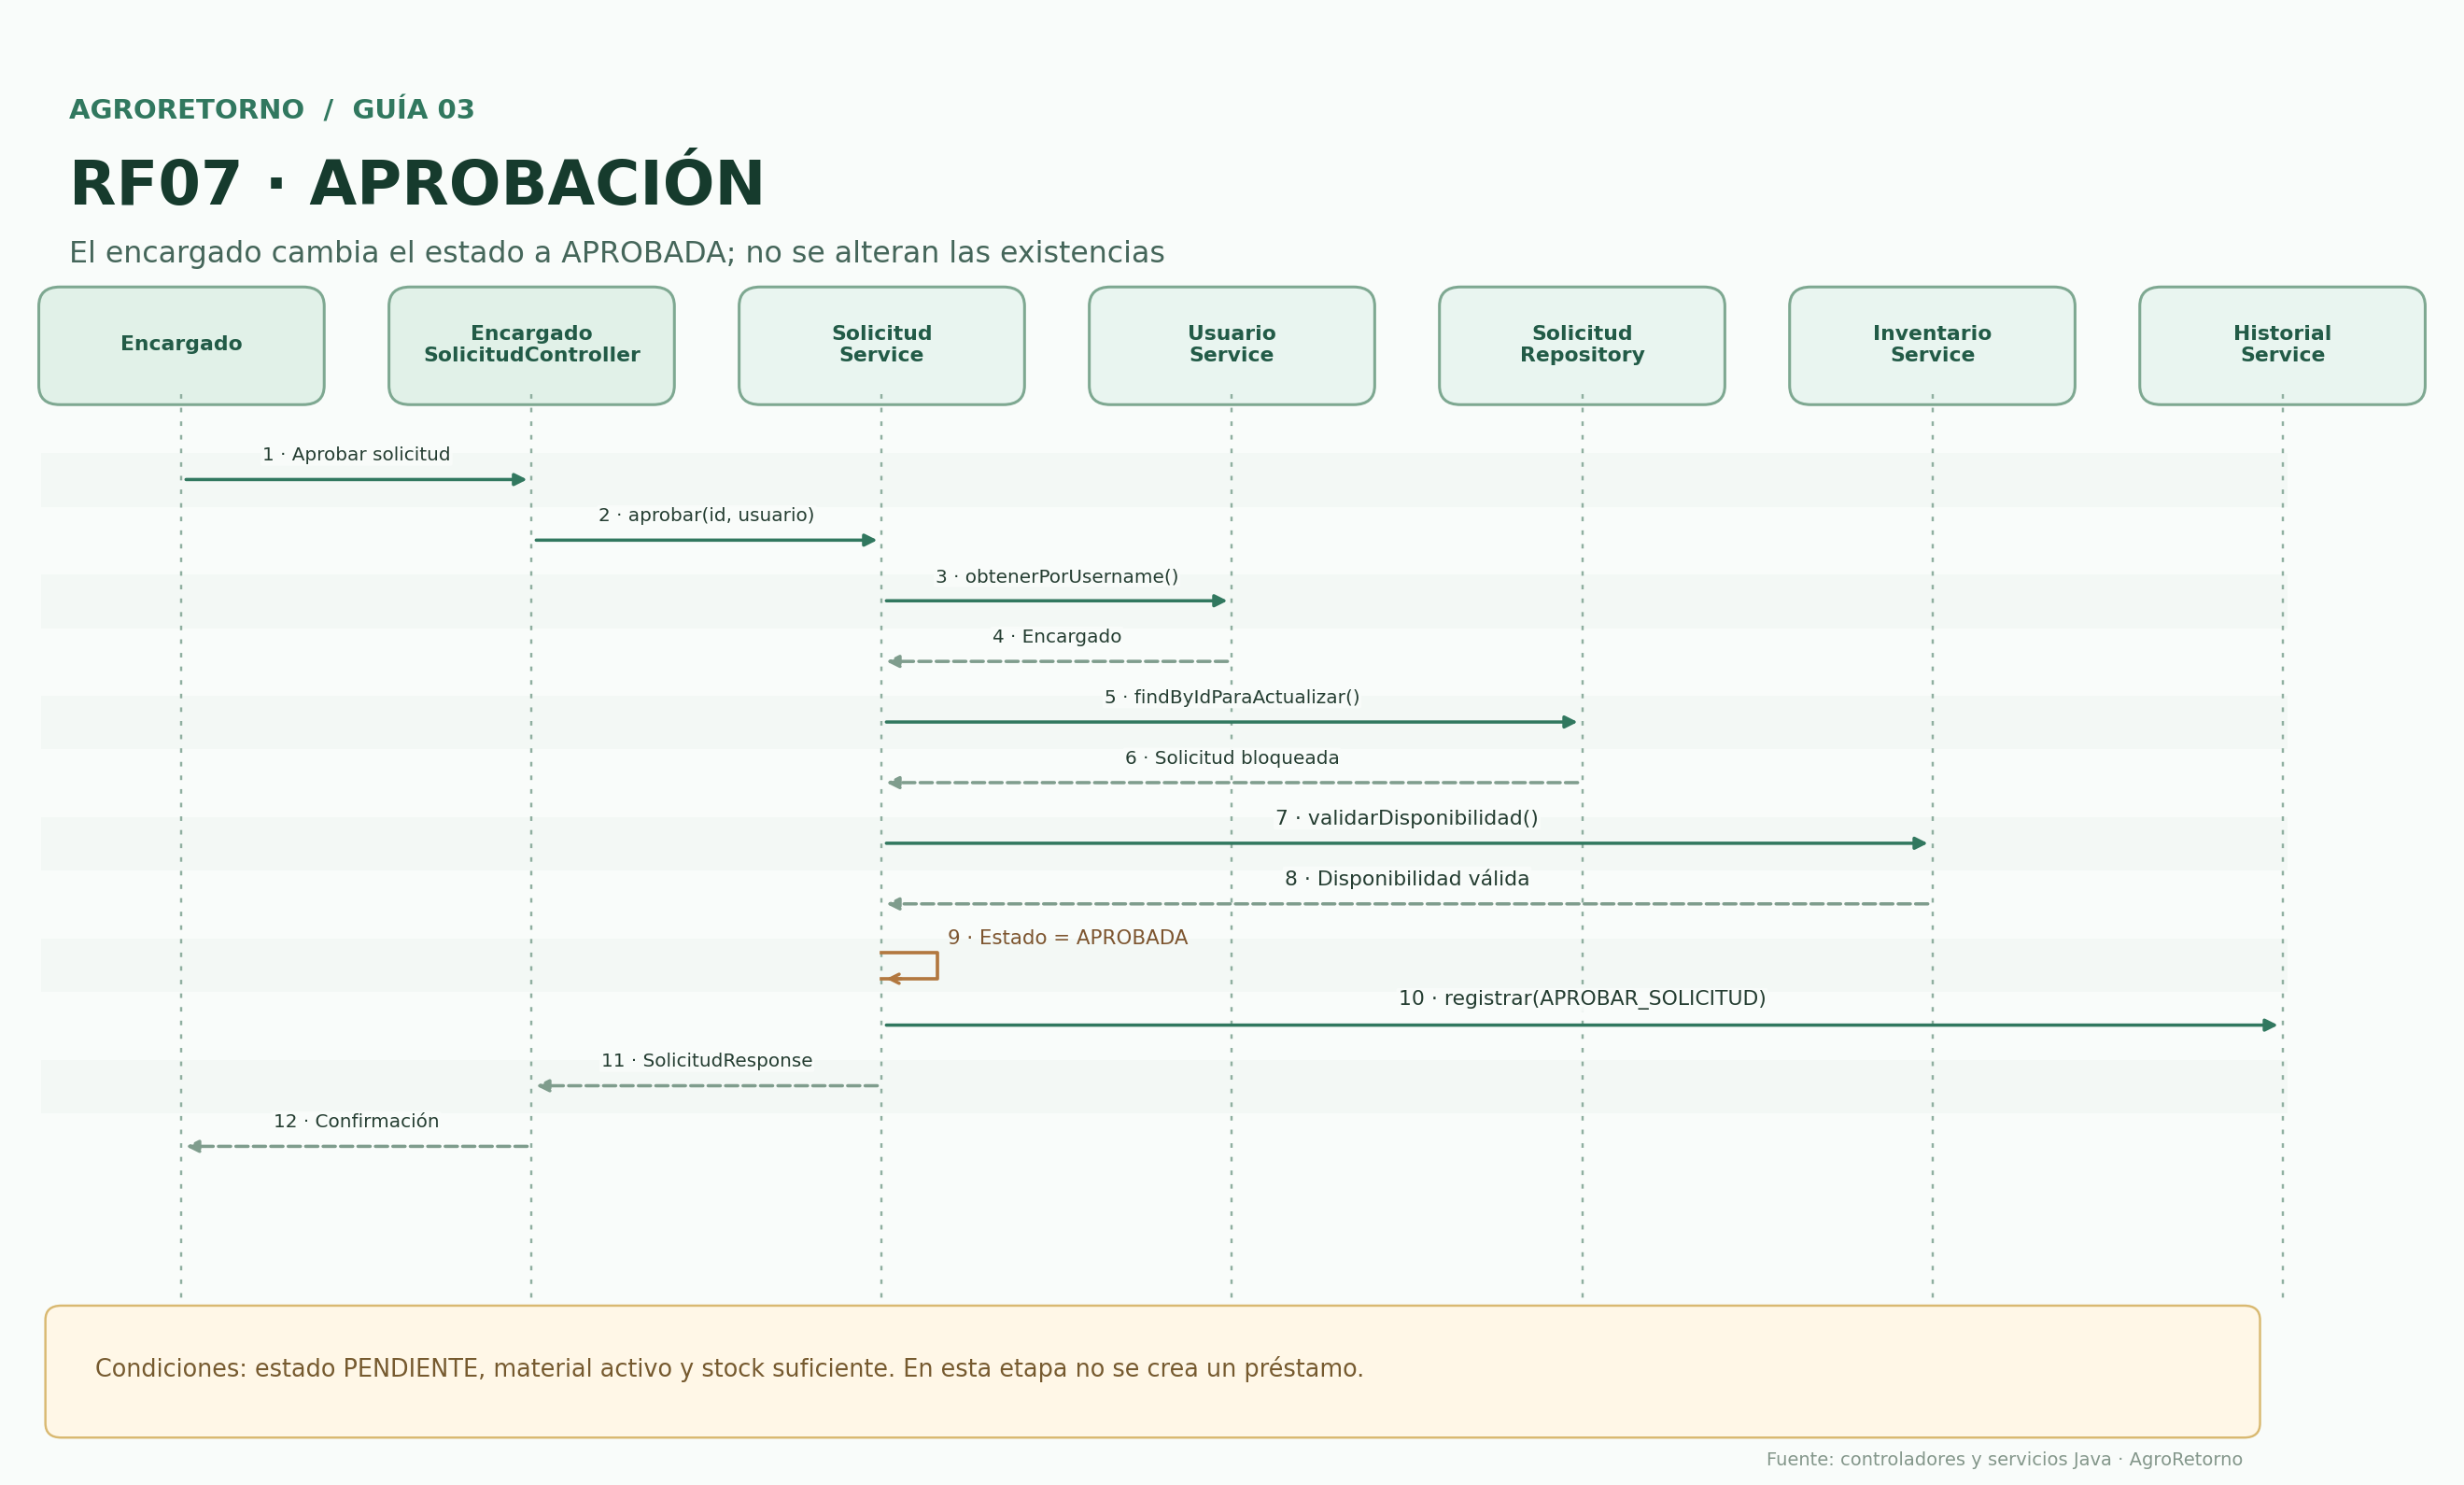 AGRORETORNO / GUÍA 03
RF07 · APROBACIÓN
El encargado cambia el estado a APROBADA; no se alteran las existencias
Encargado
Encargado
SolicitudController
Solicitud
Service
Usuario
Service
Solicitud
Repository
Inventario
Service
Historial
Service
1 · Aprobar solicitud
2 · aprobar(id, usuario)
3 · obtenerPorUsername()
4 · Encargado
5 · findByIdParaActualizar()
6 · Solicitud bloqueada
7 · validarDisponibilidad()
8 · Disponibilidad válida
9 · Estado = APROBADA
10 · registrar(APROBAR_SOLICITUD)
11 · SolicitudResponse
12 · Confirmación
Condiciones: estado PENDIENTE, material activo y stock suficiente. En esta etapa no se crea un préstamo.
Fuente: controladores y servicios Java · AgroRetorno